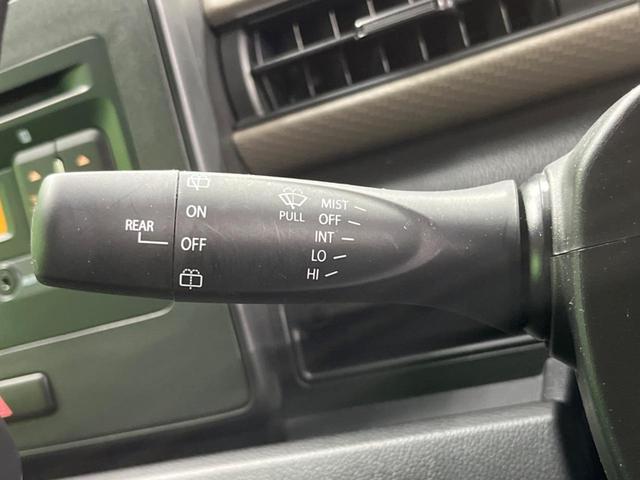 REAR
ON
OFF
PULL
MIST
OFF
INT
LO
HI